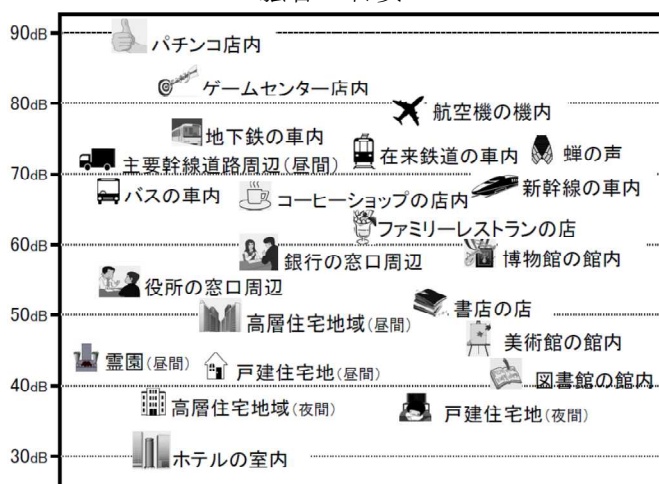 90dB
パチンコ店内
ゲームセンター店内
80dB
航空機の機内
地下鉄の車内
在来鉄道の車内
蝉の声
主要幹線道路周辺(昼間)
70dB
バスの車内
コーヒーショップの店内
新幹線の車内
ファミリーレストランの店
60dB
銀行の窓口周辺
博物館の館内
役所の窓口周辺
書店の店
50dB
高層住宅地域(昼間)
美術館の館内
霊園(昼間)
戸建住宅地(昼間)
図書館の館内
40dB
高層住宅地域(夜間)
戸建住宅地(夜間)
30dB
ホテルの室内